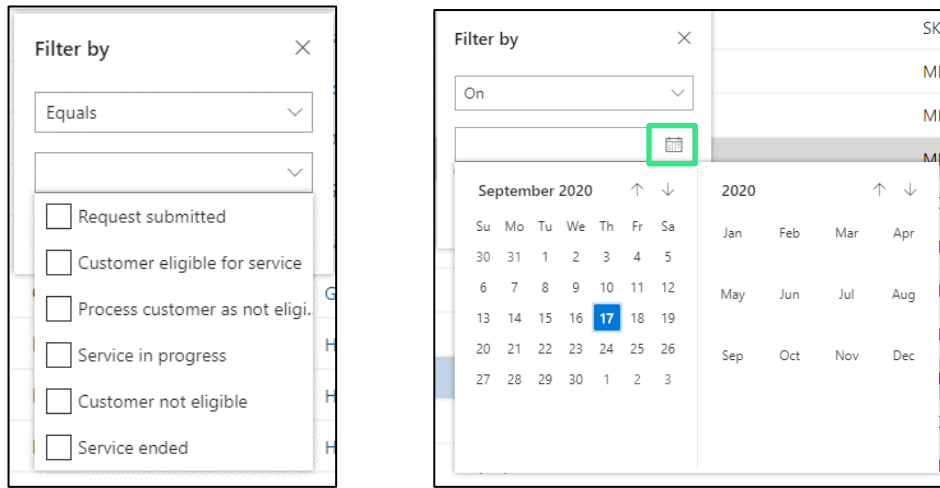 Filter by
Equals
Request submitted
Customer eligible for service
Process customer as not eligi..
Service in progress
Customer not eligible
Service ended
G
H
H
H
Filter by
On
September 2020
Su Mo Tu We Th Fr Sa
30 31 1 2 3 4 5
6 7 8 9 10 11 12
13 14 15 16 17 18 19
20 21 22 23 24 25 26
27 28 29 30 1 2 3
2020
Jan Feb Mar Apr
May Jun Jul Aug
Sep Oct Nov Dec
SK
MI
MI